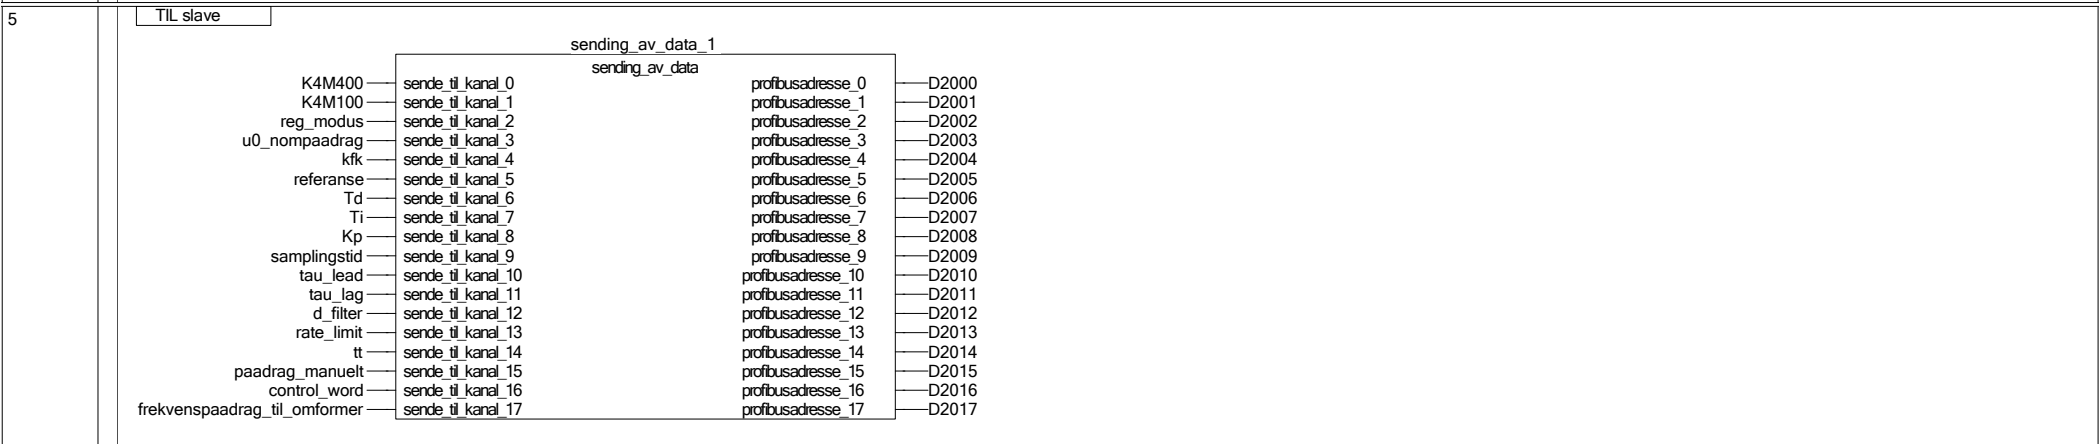 5
TIL slave
sending_av_data_1
sending_av_data
K4M400 sende_til_kanal_0 profibusadresse_0 D2000
K4M100 sende_til_kanal_1 profibusadresse_1 D2001
reg_modus sende_til_kanal_2 profibusadresse_2 D2002
u0_nompaadrag sende_til_kanal_3 profibusadresse_3 D2003
kfk sende_til_kanal_4 profibusadresse_4 D2004
referanse sende_til_kanal_5 profibusadresse_5 D2005
Td sende_til_kanal_6 profibusadresse_6 D2006
Ti sende_til_kanal_7 profibusadresse_7 D2007
Kp sende_til_kanal_8 profibusadresse_8 D2008
samplingstid sende_til_kanal_9 profibusadresse_9 D2009
tau_lead sende_til_kanal_10 profibusadresse_10 D2010
tau_lag sende_til_kanal_11 profibusadresse_11 D2011
d_filter sende_til_kanal_12 profibusadresse_12 D2012
rate_limit sende_til_kanal_13 profibusadresse_13 D2013
tt sende_til_kanal_14 profibusadresse_14 D2014
paadrag_manuelt sende_til_kanal_15 profibusadresse_15 D2015
control_word sende_til_kanal_16 profibusadresse_16 D2016
frekvenspaadrag_til_omformer sende_til_kanal_17 profibusadresse_17 D2017